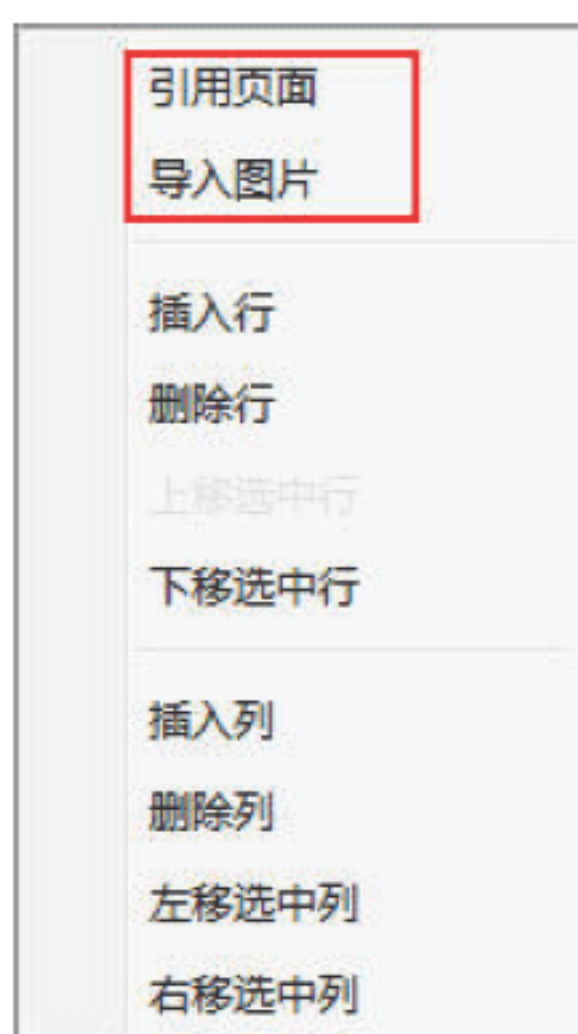 引用页面
导入图片
插入行
删除行
上移选中行
下移选中行
插入列
删除列
左移选中列
右移选中列